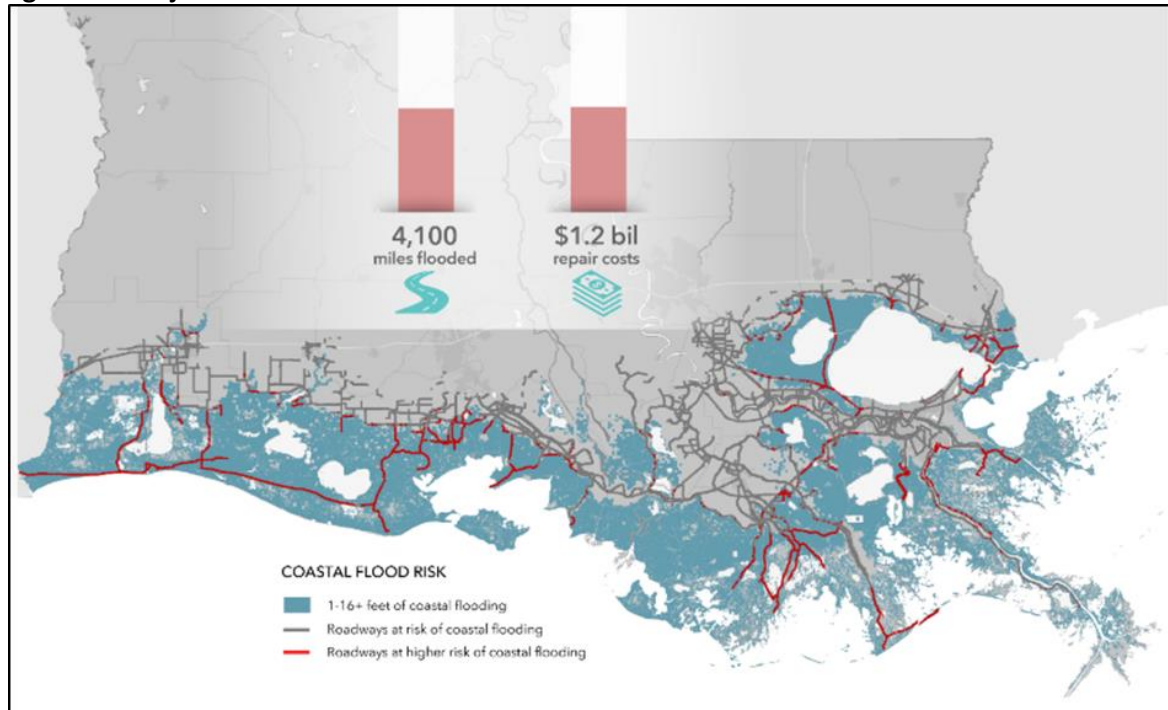 4,100
miles flooded
$1.2 bil
repair costs
COASTAL FLOOD RISK
1-16+ feet of coastal flooding
Roadways at risk of coastal flooding
Roadways at higher risk of coastal flooding